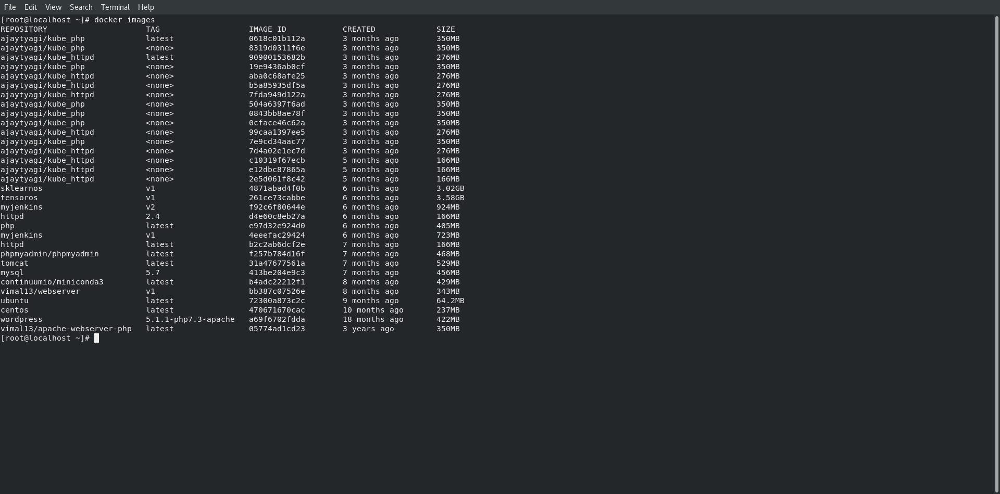 File Edit View Search Terminal Help
[root@localhost ~]# docker images
REPOSITORY TAG IMAGE ID CREATED SIZE
ajaytyagi/kube_php latest 0618c01b112a 3 months ago 350MB
ajaytyagi/kube_php <none> 8319d0311f6e 3 months ago 350MB
ajaytyagi/kube_httpd latest 90900153682b 3 months ago 276MB
ajaytyagi/kube_php <none> 19e9436ab0cf 3 months ago 350MB
ajaytyagi/kube_httpd <none> aba0c68afe25 3 months ago 276MB
ajaytyagi/kube_httpd <none> b5a85935df5a 3 months ago 276MB
ajaytyagi/kube_httpd <none> 7fda949d122a 3 months ago 276MB
ajaytyagi/kube_php <none> 504a6397f6ad 3 months ago 350MB
ajaytyagi/kube_php <none> 0843bb8ae78f 3 months ago 350MB
ajaytyagi/kube_php <none> 0cface46c62a 3 months ago 350MB
ajaytyagi/kube_httpd <none> 99caa1397ee5 3 months ago 276MB
ajaytyagi/kube_php <none> 7e9cd34aac77 3 months ago 350MB
ajaytyagi/kube_httpd <none> 7d4a02e1ec7d 3 months ago 276MB
ajaytyagi/kube_httpd <none> c10319f67ecb 5 months ago 166MB
ajaytyagi/kube_httpd <none> e12dbc87865a 5 months ago 166MB
ajaytyagi/kube_httpd <none> 2e5d061f8c42 5 months ago 166MB
sklearnos v1 4871abad4f0b 6 months ago 3.02GB
tensoros v1 261ce73cabbe 6 months ago 3.58GB
myjenkins v2 f92c6f80644e 6 months ago 924MB
httpd 2.4 d4e60c8eb27a 6 months ago 166MB
php latest e97d32e924d0 6 months ago 405MB
myjenkins v1 4eeefac29424 6 months ago 723MB
httpd latest b2c2ab6dcf2e 7 months ago 166MB
phpmyadmin/phpmyadmin latest f257b784d16f 7 months ago 468MB
tomcat latest 31a47677561a 7 months ago 529MB
mysql 5.7 413be204e9c3 7 months ago 456MB
continuumio/miniconda3 latest b4adc22212f1 8 months ago 429MB
vimal13/webserver v1 bb387c07526e 8 months ago 343MB
ubuntu latest 72300a873c2c 9 months ago 64.2MB
centos latest 470671670cac 10 months ago 237MB
wordpress 5.1.1-php7.3-apache a69f6702fdda 18 months ago 422MB
vimal13/apache-webserver-php latest 05774ad1cd23 3 years ago 350MB
[root@localhost ~]#